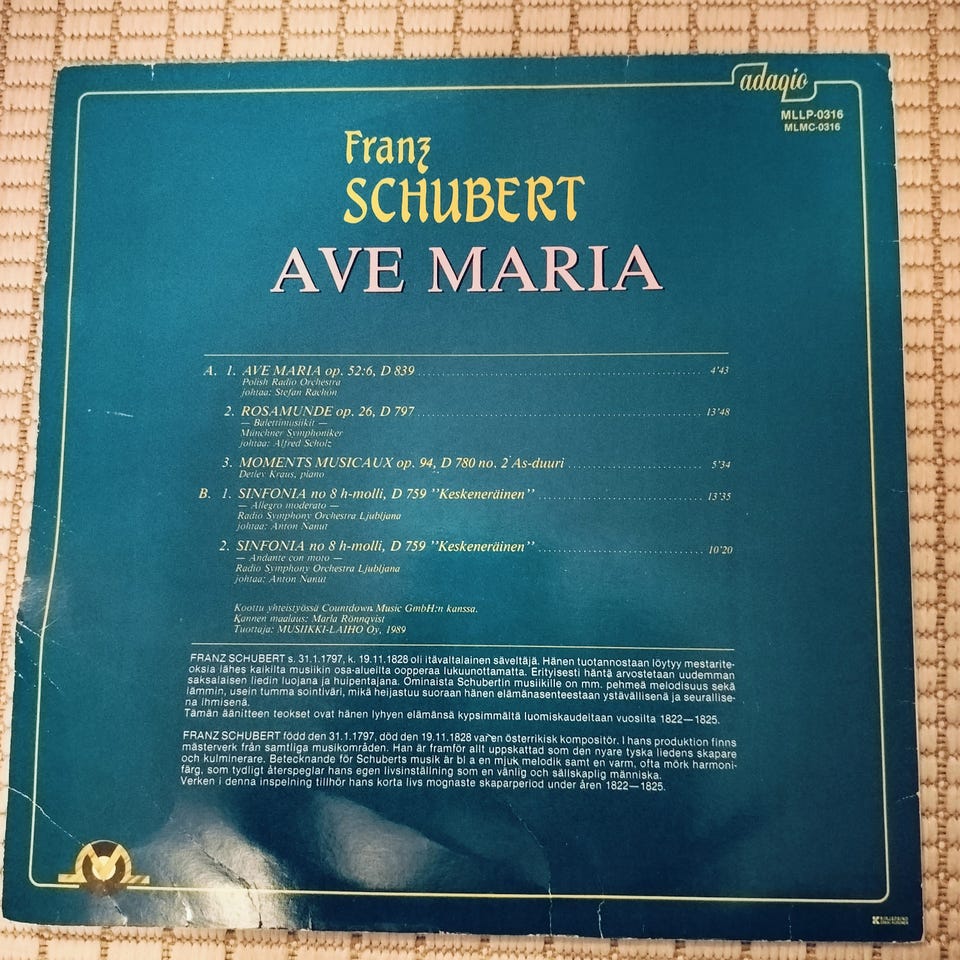 adagio
MLLP-0316
MLMC-0316
Franz
SCHUBERT
AVE MARIA
A. 1. AVE MARIA op. 52:6, D 839 4'43
Polish Radio Orchestra
johtaa: Stefan Rachoń
2. ROSAMUNDE op. 26, D 797 13'48
— Balettimusiikit —
Münchner Symphoniker
johtaa: Alfred Scholz
3. MOMENTS MUSICAUX op. 94, D 780 no. 2 As-duuri 5'34
Detlev Kraus, piano
B. 1. SINFONIA no 8 h-molli, D 759 ''Keskeneräinen'' 13'35
— Allegro moderato —
Radio Symphony Orchestra Ljubljana
johtaa: Anton Nanut
2. SINFONIA no 8 h-molli, D 759 ''Keskeneräinen'' 10'20
— Andante con moto —
Radio Symphony Orchestra Ljubljana
johtaa: Anton Nanut
Koottu yhteistyössä Countdown Music GmbH:n kanssa.
Kannen maalaus: Marla Rönnqvist
Tuottaja: MUSIIKKI-LAIHO Oy, 1989
FRANZ SCHUBERT s. 31.1.1797, k. 19.11.1828 oli itävaltalainen säveltäjä. Hänen tuotannostaan löytyy mestarite-
oksia lähes kaikilta musiikin osa-alueilta oopperaa lukuunottamatta. Erityisesti häntä arvostetaan uudemman
saksalaisen liedin luojana ja huipentajana. Ominaista Schubertin musiikille on mm. pehmeä melodisuus sekä
lämmin, usein tumma sointiväri, mikä heijastuu suoraan hänen elämänasenteestaan ystävällisenä ja seurallise-
na ihmisenä.
Tämän äänitteen teokset ovat hänen lyhyen elämänsä kypsimmältä luomiskaudeltaan vuosilta 1822—1825.
FRANZ SCHUBERT född den 31.1.1797, död den 19.11.1828 var en österrikisk kompositör. I hans produktion finns
mästerverk från samtliga musikområden. Han är framför allt uppskattad som den nyare tyska liedens skapare
och kulminerare. Betecknande för Schuberts musik är bl a en mjuk melodik samt en varm, ofta mörk harmoni-
färg, som tydligt återspeglar hans egen livsinställning som en vänlig och sällskaplig människa.
Verken i denna inspelning tillhör hans korta livs mognaste skaparperiod under åren 1822—1825.